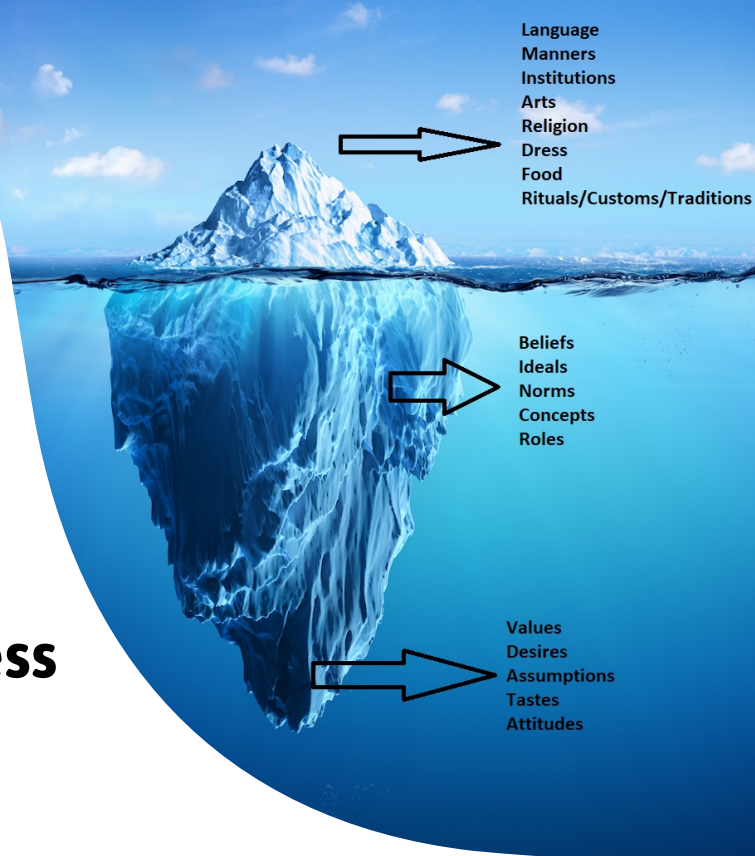 Language
Manners
Institutions
Arts
Religion
Dress
Food
Rituals/Customs/Traditions
Beliefs
Ideals
Norms
Concepts
Roles
ess
Values
Desires
Assumptions
Tastes
Attitudes